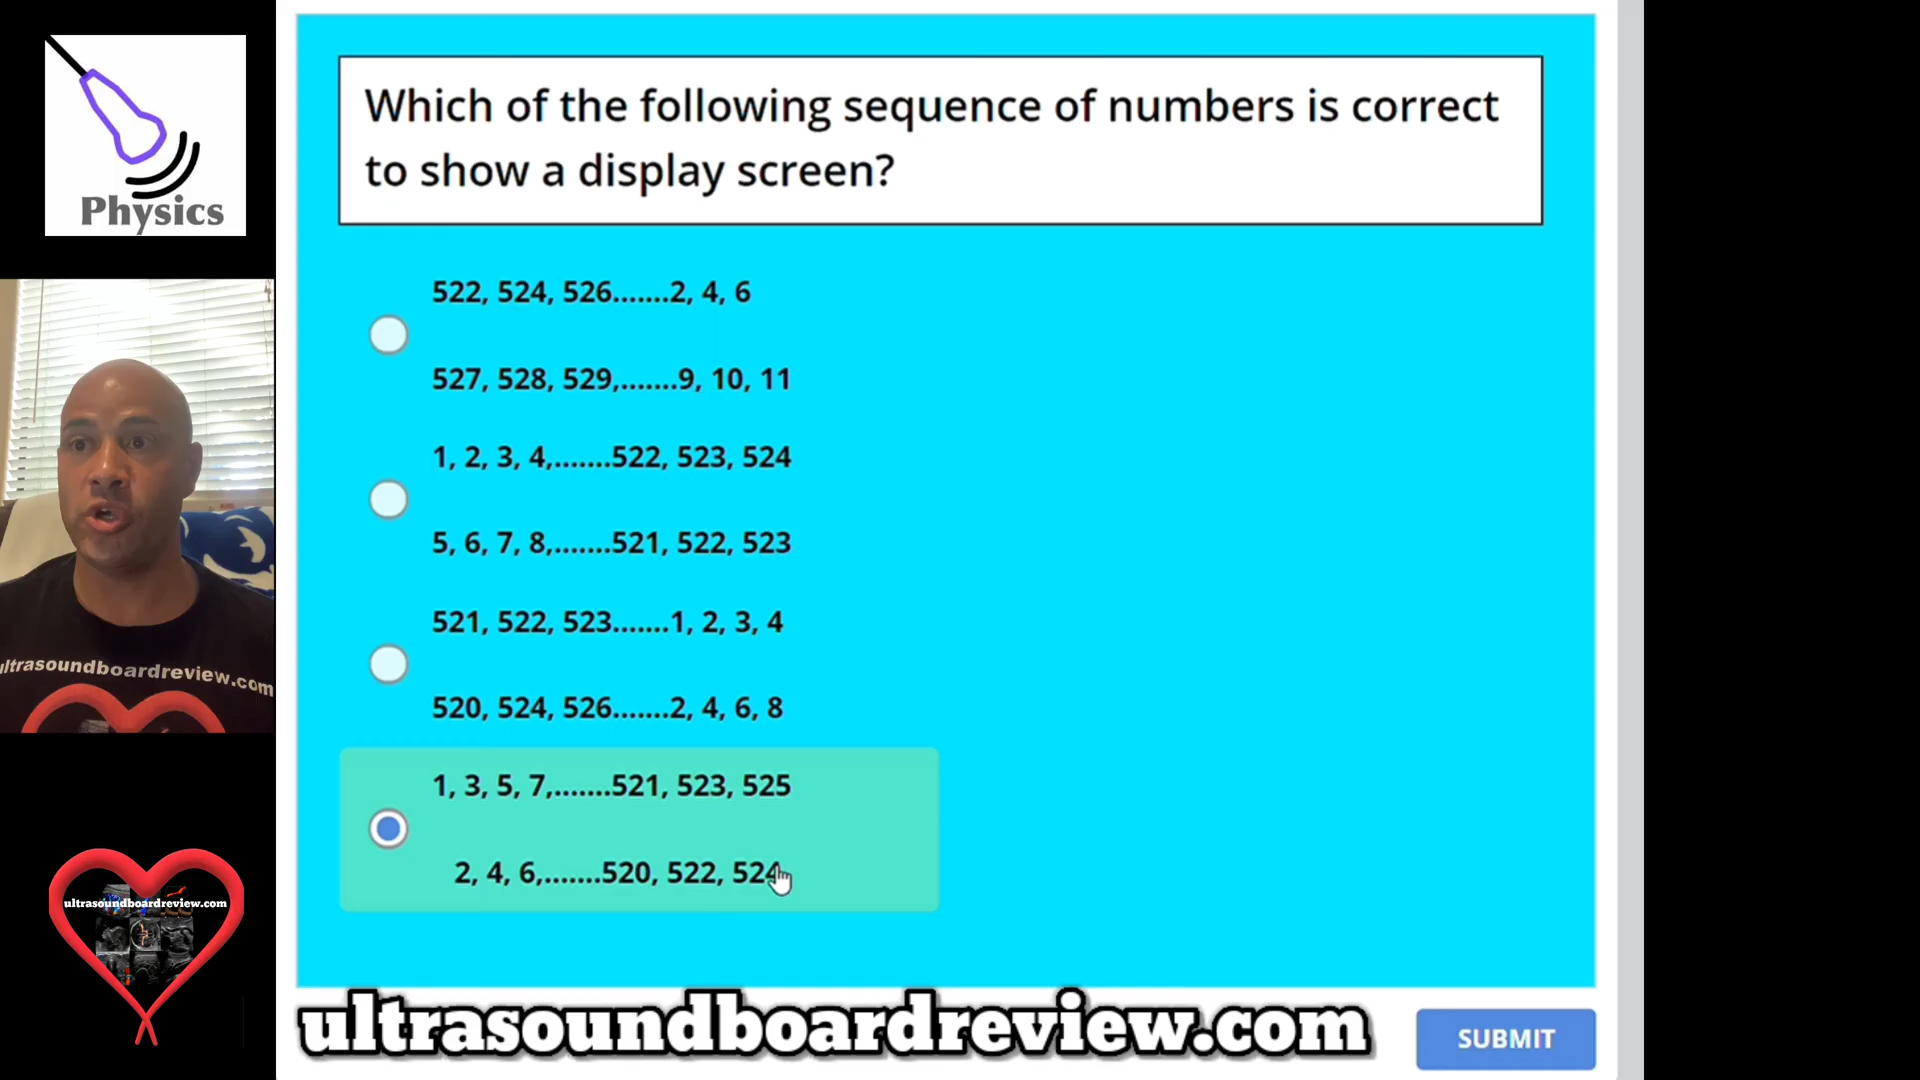 Physics
Which of the following sequence of numbers is correct
to show a display screen?
522, 524, 526.......2, 4, 6
527, 528, 529,.......9, 10, 11
1, 2, 3, 4,.......522, 523, 524
5, 6, 7, 8,.......521, 522, 523
521, 522, 523.......1, 2, 3, 4
520, 524, 526.......2, 4, 6, 8
1, 3, 5, 7,.......521, 523, 525
2, 4, 6,.......520, 522, 524
ultrasoundboardreview.com
ultrasoundboardreview.com
ultrasoundboardreview.com
SUBMIT